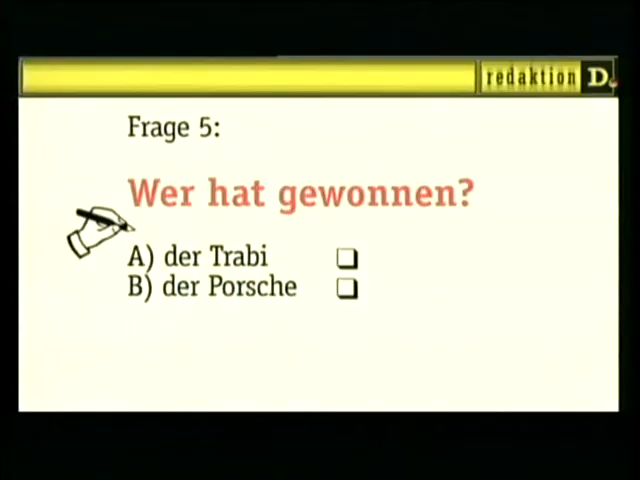 redaktion D.
Frage 5:
Wer hat gewonnen?
A) der Trabi
B) der Porsche